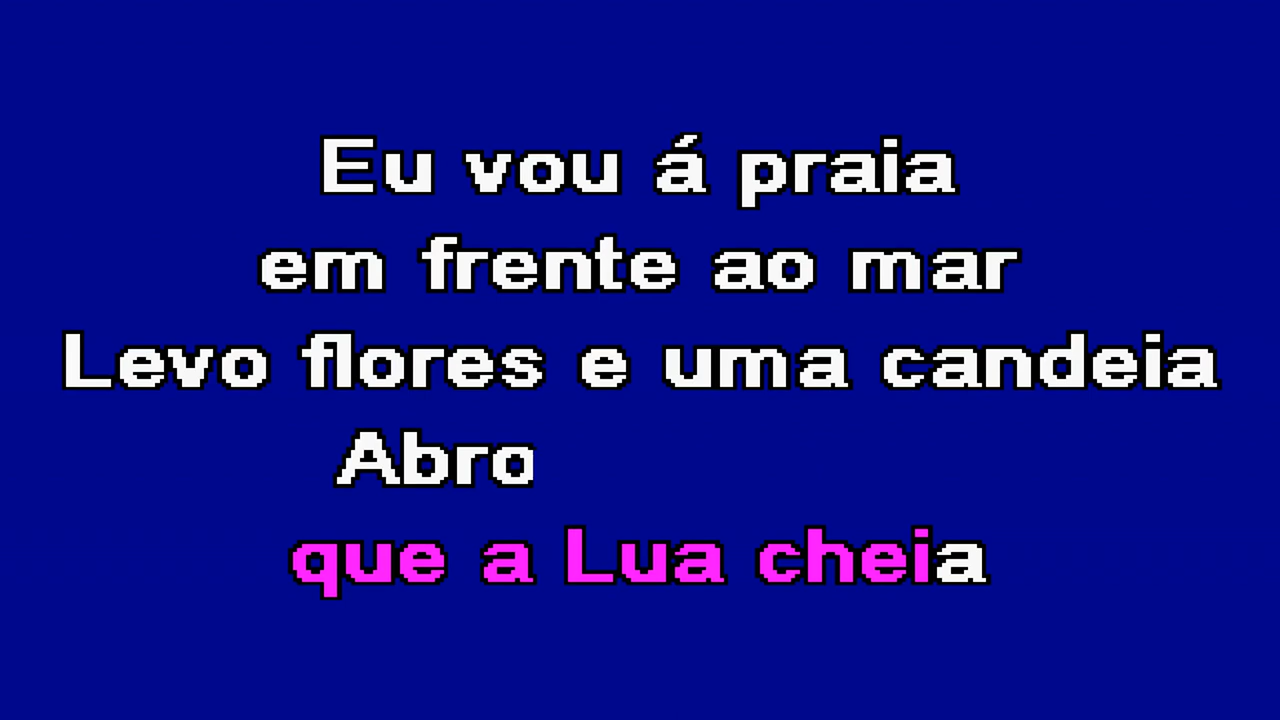 Eu vou á praia
em frente ao mar
Levo flores e uma candeia
Abro
que a Lua cheia